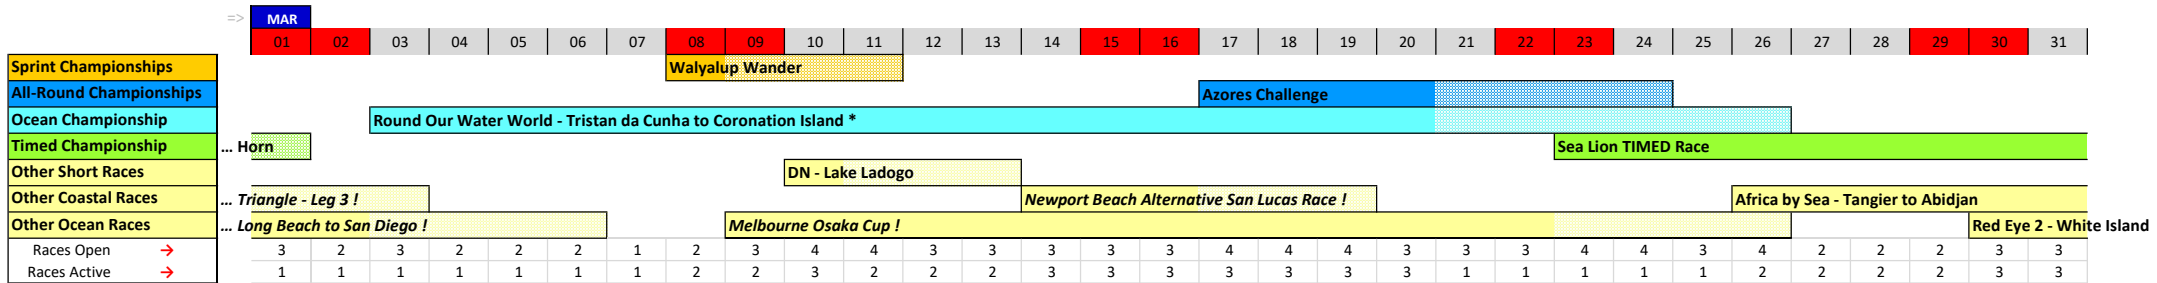 => MAR
01 02 03 04 05 06 07 08 09 10 11 12 13 14 15 16 17 18 19 20 21 22 23 24 25 26 27 28 29 30 31
Sprint Championships Walyalup Wander
All-Round Championships Azores Challenge
Ocean Championship Round Our Water World - Tristan da Cunha to Coronation Island *
Timed Championship ... Horn Sea Lion TIMED Race
Other Short Races DN - Lake Ladogo
Other Coastal Races ... Triangle - Leg 3 ! Newport Beach Alternative San Lucas Race ! Africa by Sea - Tangier to Abidjan
Other Ocean Races ... Long Beach to San Diego ! Melbourne Osaka Cup ! Red Eye 2 - White Island
Races Open → 3 2 3 2 2 2 1 2 3 4 4 3 3 3 3 3 4 4 4 3 3 3 4 4 3 4 2 2 2 3 3
Races Active → 1 1 1 1 1 1 1 2 2 3 2 2 2 3 3 3 3 3 3 3 1 1 1 1 1 2 2 2 2 3 3